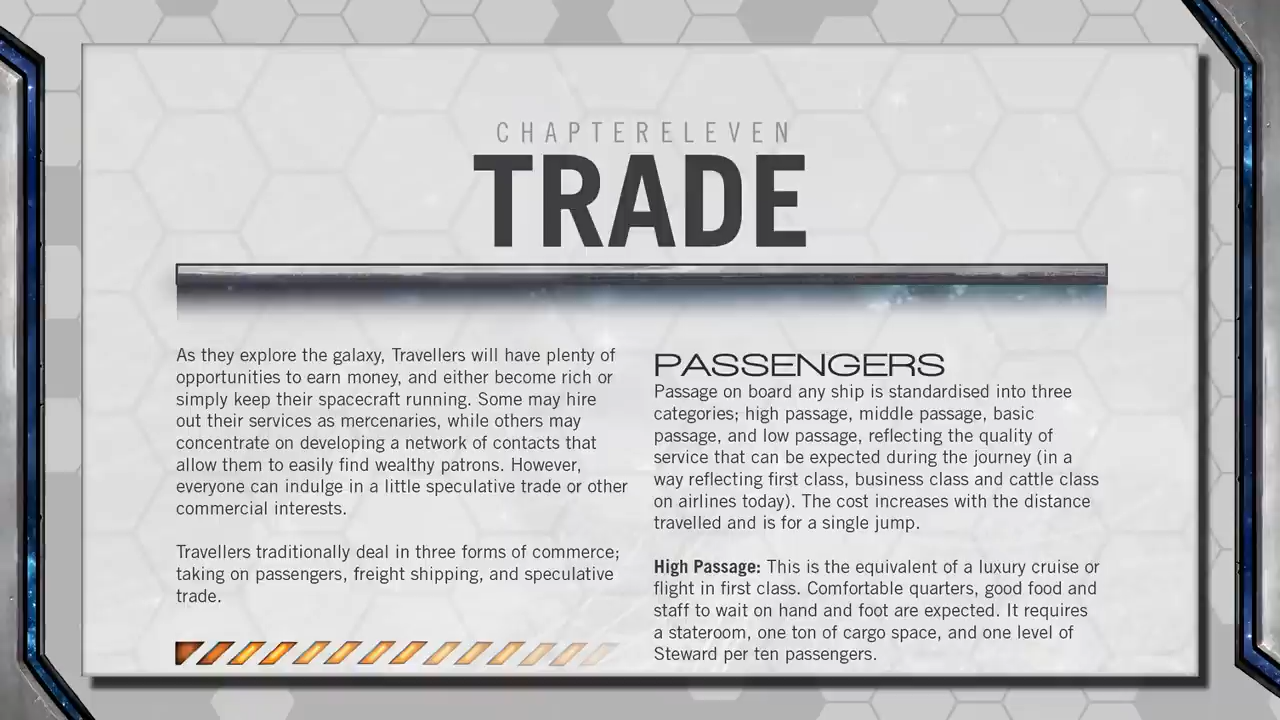 CHAPTERELEVEN
TRADE
As they explore the galaxy, Travellers will have plenty of
opportunities to earn money, and either become rich or
simply keep their spacecraft running. Some may hire
out their services as mercenaries, while others may
concentrate on developing a network of contacts that
allow them to easily find wealthy patrons. However,
everyone can indulge in a little speculative trade or other
commercial interests.
Travellers traditionally deal in three forms of commerce;
taking on passengers, freight shipping, and speculative
trade.
PASSENGERS
Passage on board any ship is standardised into three
categories; high passage, middle passage, basic
passage, and low passage, reflecting the quality of
service that can be expected during the journey (in a
way reflecting first class, business class and cattle class
on airlines today). The cost increases with the distance
travelled and is for a single jump.
High Passage: This is the equivalent of a luxury cruise or
flight in first class. Comfortable quarters, good food and
staff to wait on hand and foot are expected. It requires
a stateroom, one ton of cargo space, and one level of
Steward per ten passengers.